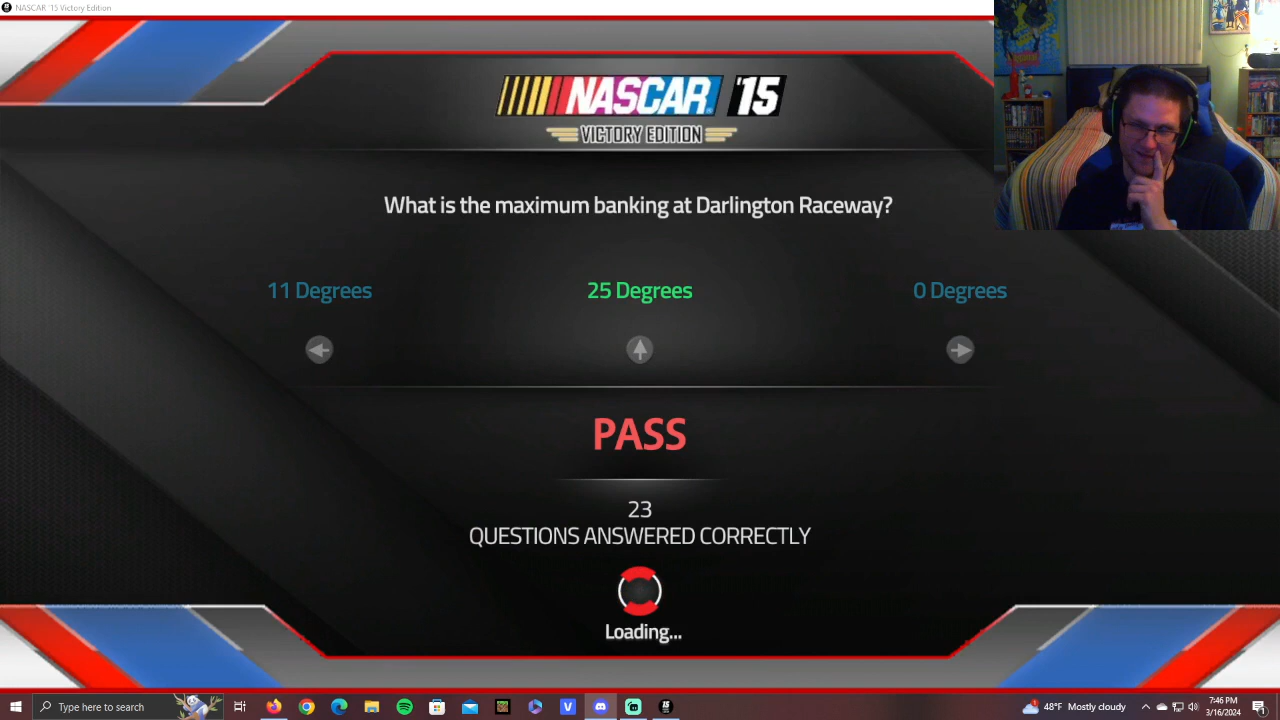 NASCAR '15 Victory Edition
NASCAR '15
VICTORY EDITION
What is the maximum banking at Darlington Raceway?
11 Degrees
25 Degrees
0 Degrees
PASS
23
QUESTIONS ANSWERED CORRECTLY
Loading...
Type here to search
48°F Mostly cloudy
7:46 PM
3/16/2024